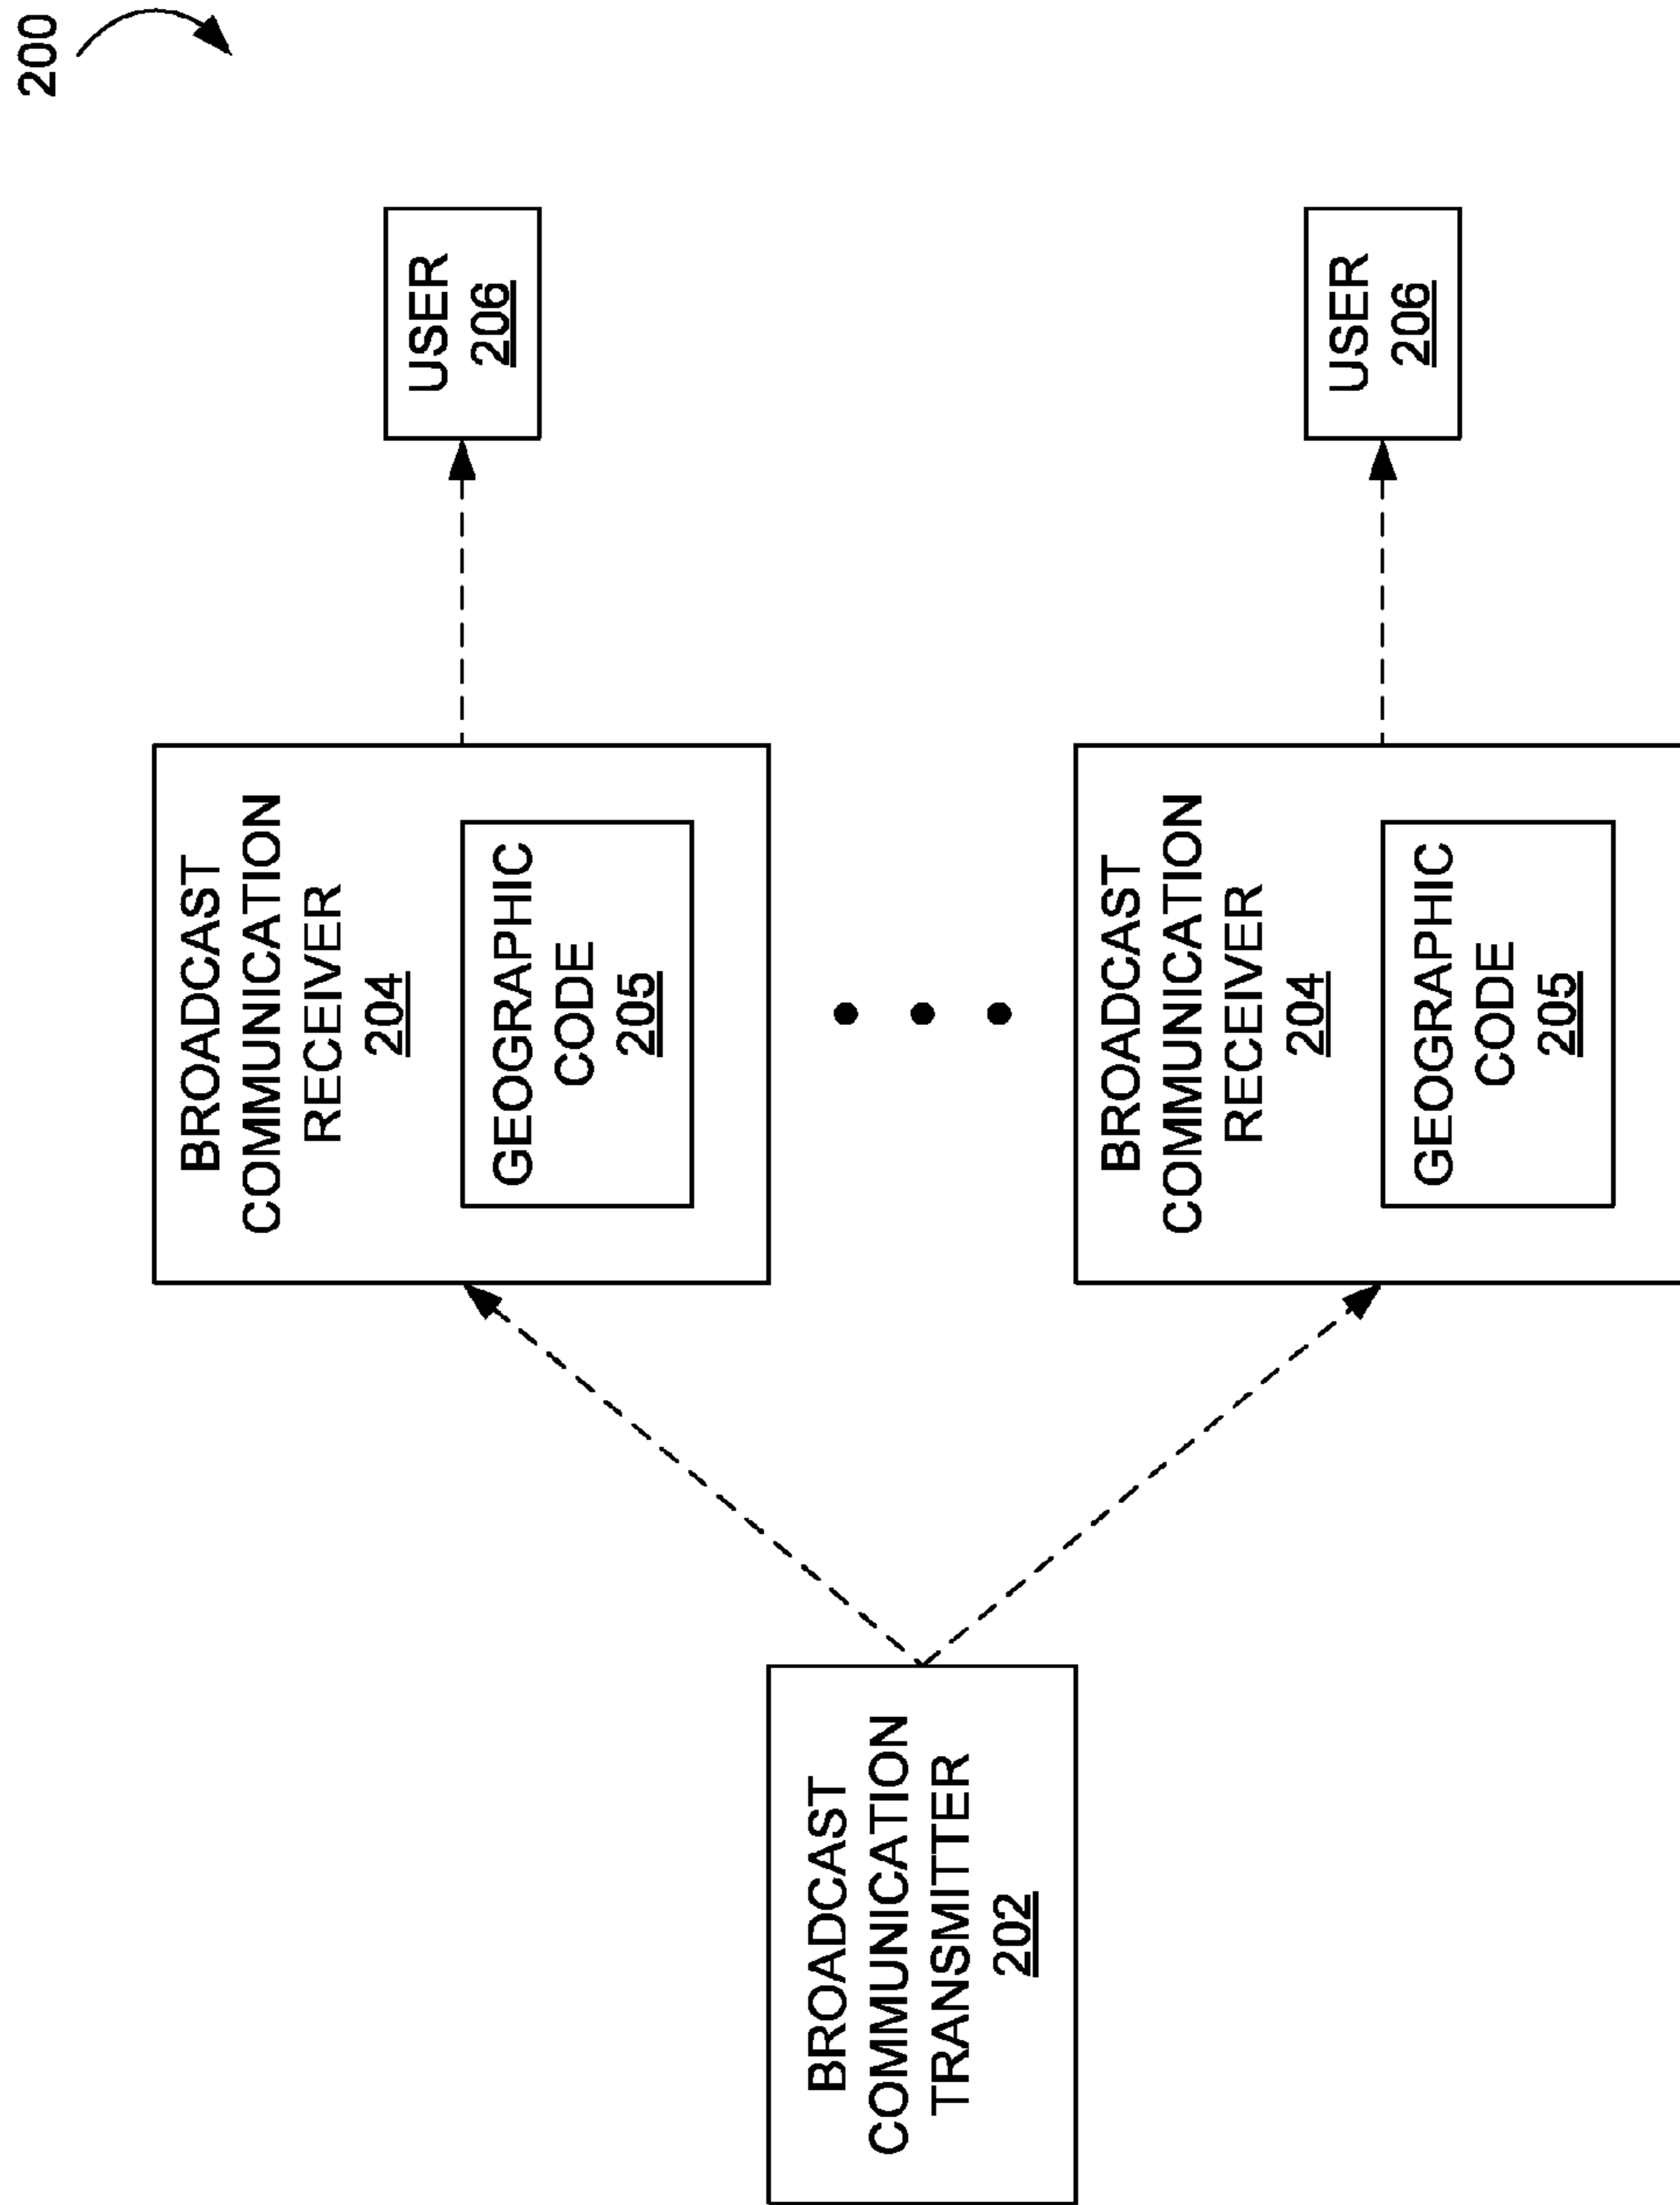 200
BROADCAST
COMMUNICATION
RECEIVER
204
GEOGRAPHIC
CODE
205
USER
206
BROADCAST
COMMUNICATION
TRANSMITTER
202
BROADCAST
COMMUNICATION
RECEIVER
204
GEOGRAPHIC
CODE
205
USER
206